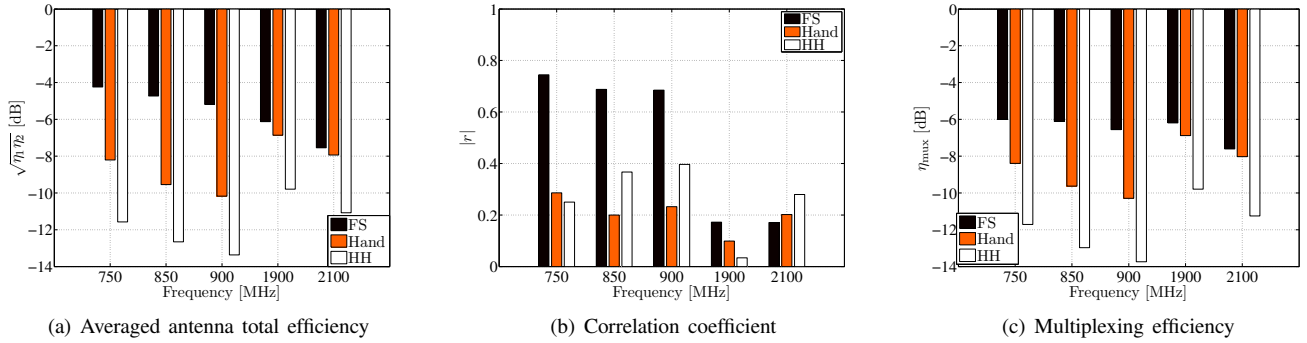 0
−2
−4
−6
−8
−10
−12
−14
√η₁η₂ [dB]
750 850 900 1900 2100
Frequency [MHz]
FS
Hand
HH
(a) Averaged antenna total efficiency
1
0.8
0.6
0.4
0.2
0
|r|
750 850 900 1900 2100
Frequency [MHz]
FS
Hand
HH
(b) Correlation coefficient
0
−2
−4
−6
−8
−10
−12
−14
ηmux [dB]
750 850 900 1900 2100
Frequency [MHz]
FS
Hand
HH
(c) Multiplexing efficiency